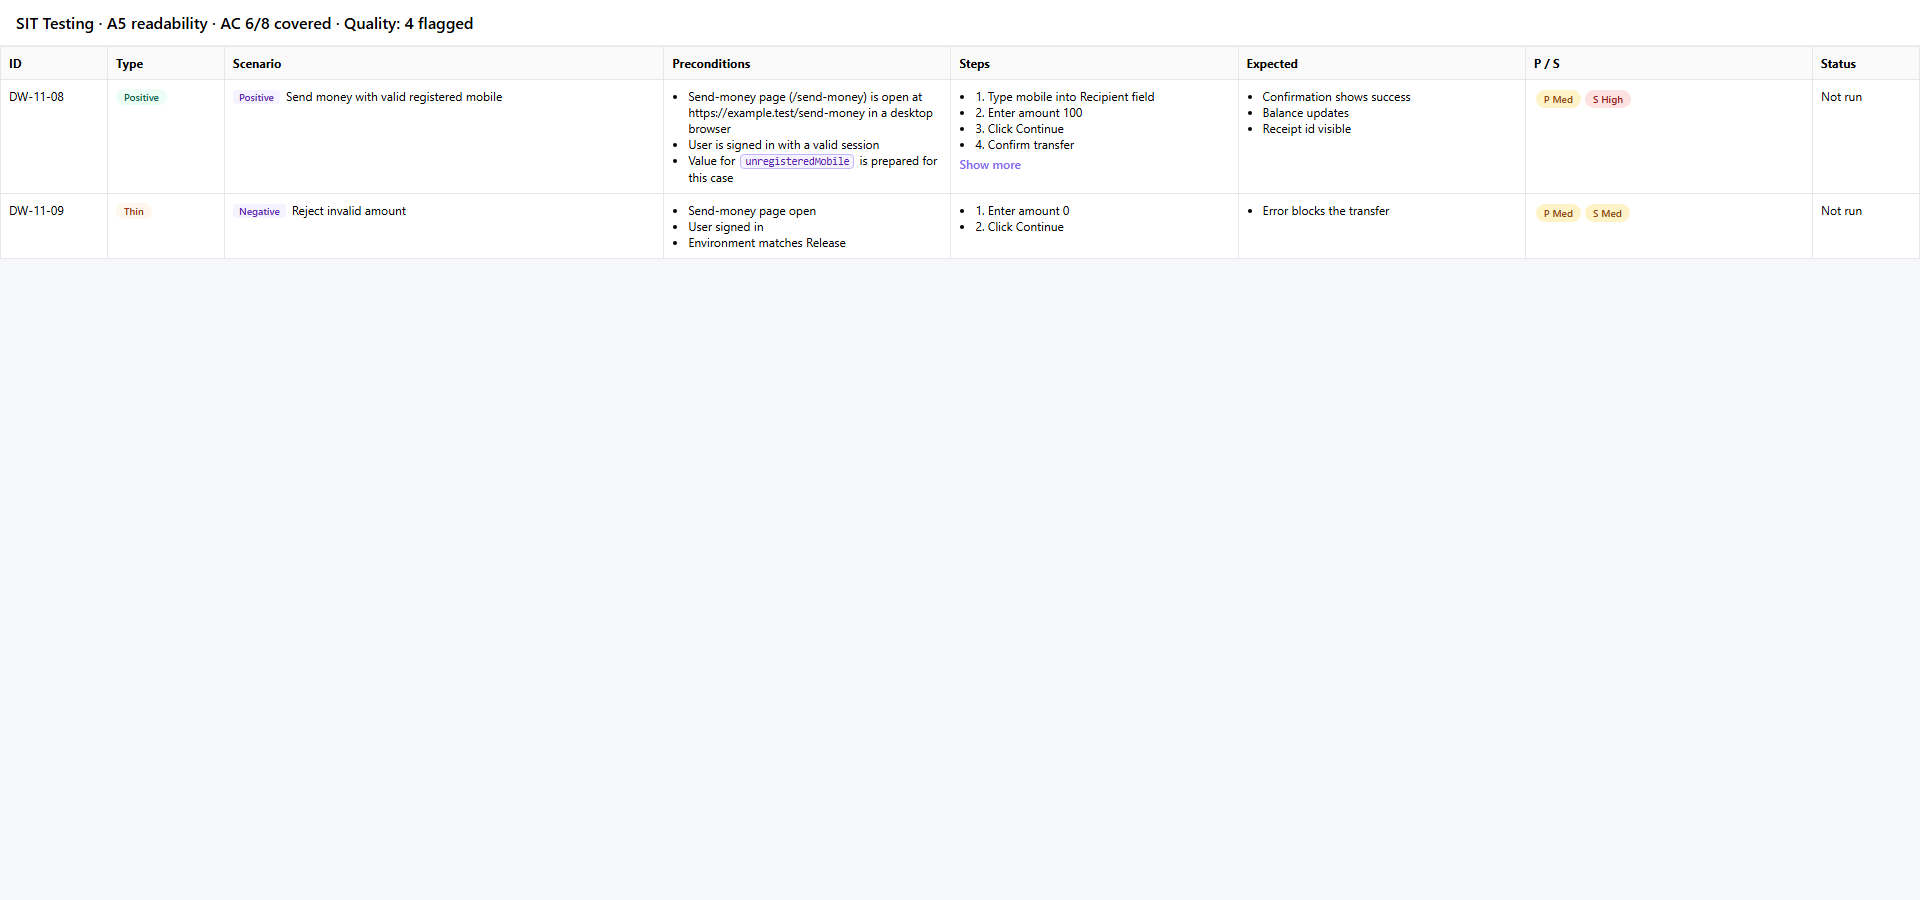 SIT Testing · A5 readability · AC 6/8 covered · Quality: 4 flagged
ID Type Scenario Preconditions Steps Expected P / S Status
DW-11-08
Positive
Positive Send money with valid registered mobile
• Send-money page (/send-money) is open at
https://example.test/send-money in a desktop
browser
• User is signed in with a valid session
• Value for unregisteredMobile is prepared for
this case
• 1. Type mobile into Recipient field
• 2. Enter amount 100
• 3. Click Continue
• 4. Confirm transfer
Show more
• Confirmation shows success
• Balance updates
• Receipt id visible
P Med S High
Not run
DW-11-09
Thin
Negative Reject invalid amount
• Send-money page open
• User signed in
• Environment matches Release
• 1. Enter amount 0
• 2. Click Continue
• Error blocks the transfer
P Med S Med
Not run